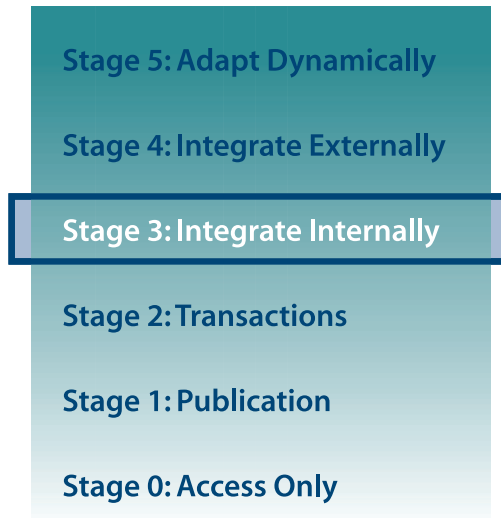 Stage 5: Adapt Dynamically
Stage 4: Integrate Externally
Stage 3: Integrate Internally
Stage 2: Transactions
Stage 1: Publication
Stage 0: Access Only